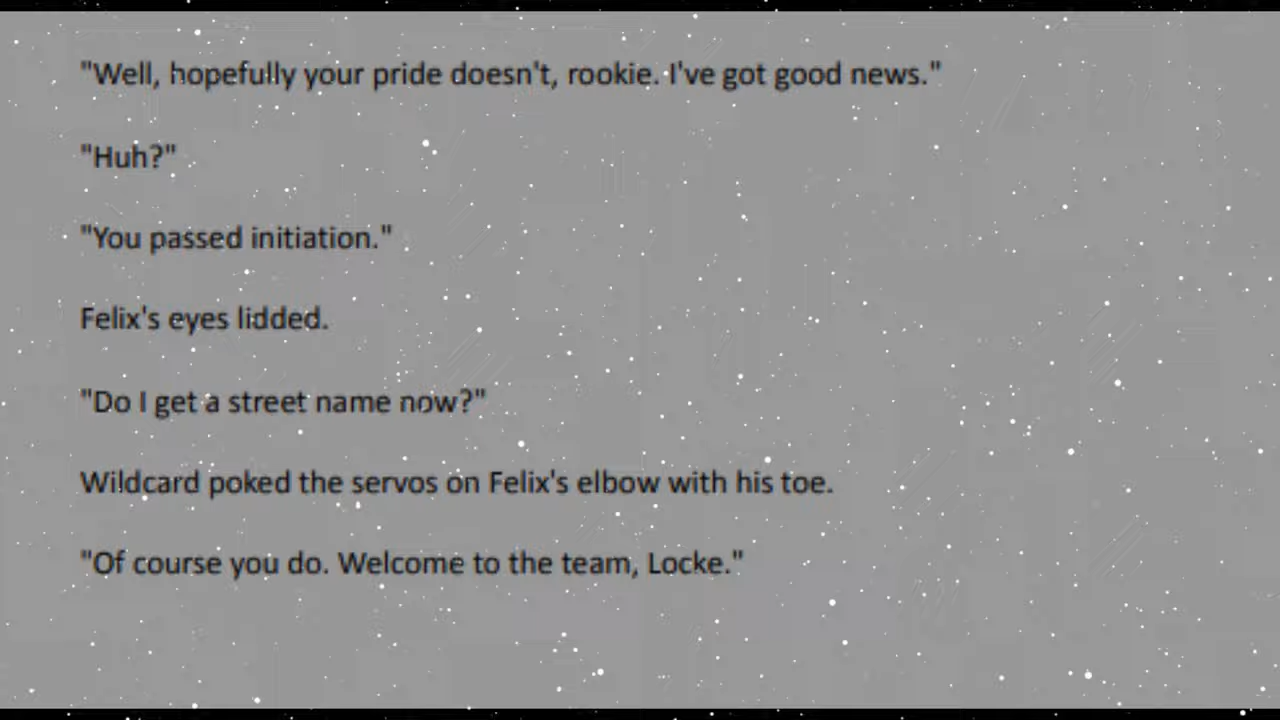 "Well, hopefully your pride doesn't, rookie. I've got good news."
"Huh?"
"You passed initiation."
Felix's eyes lidded.
"Do I get a street name now?"
Wildcard poked the servos on Felix's elbow with his toe.
"Of course you do. Welcome to the team, Locke."